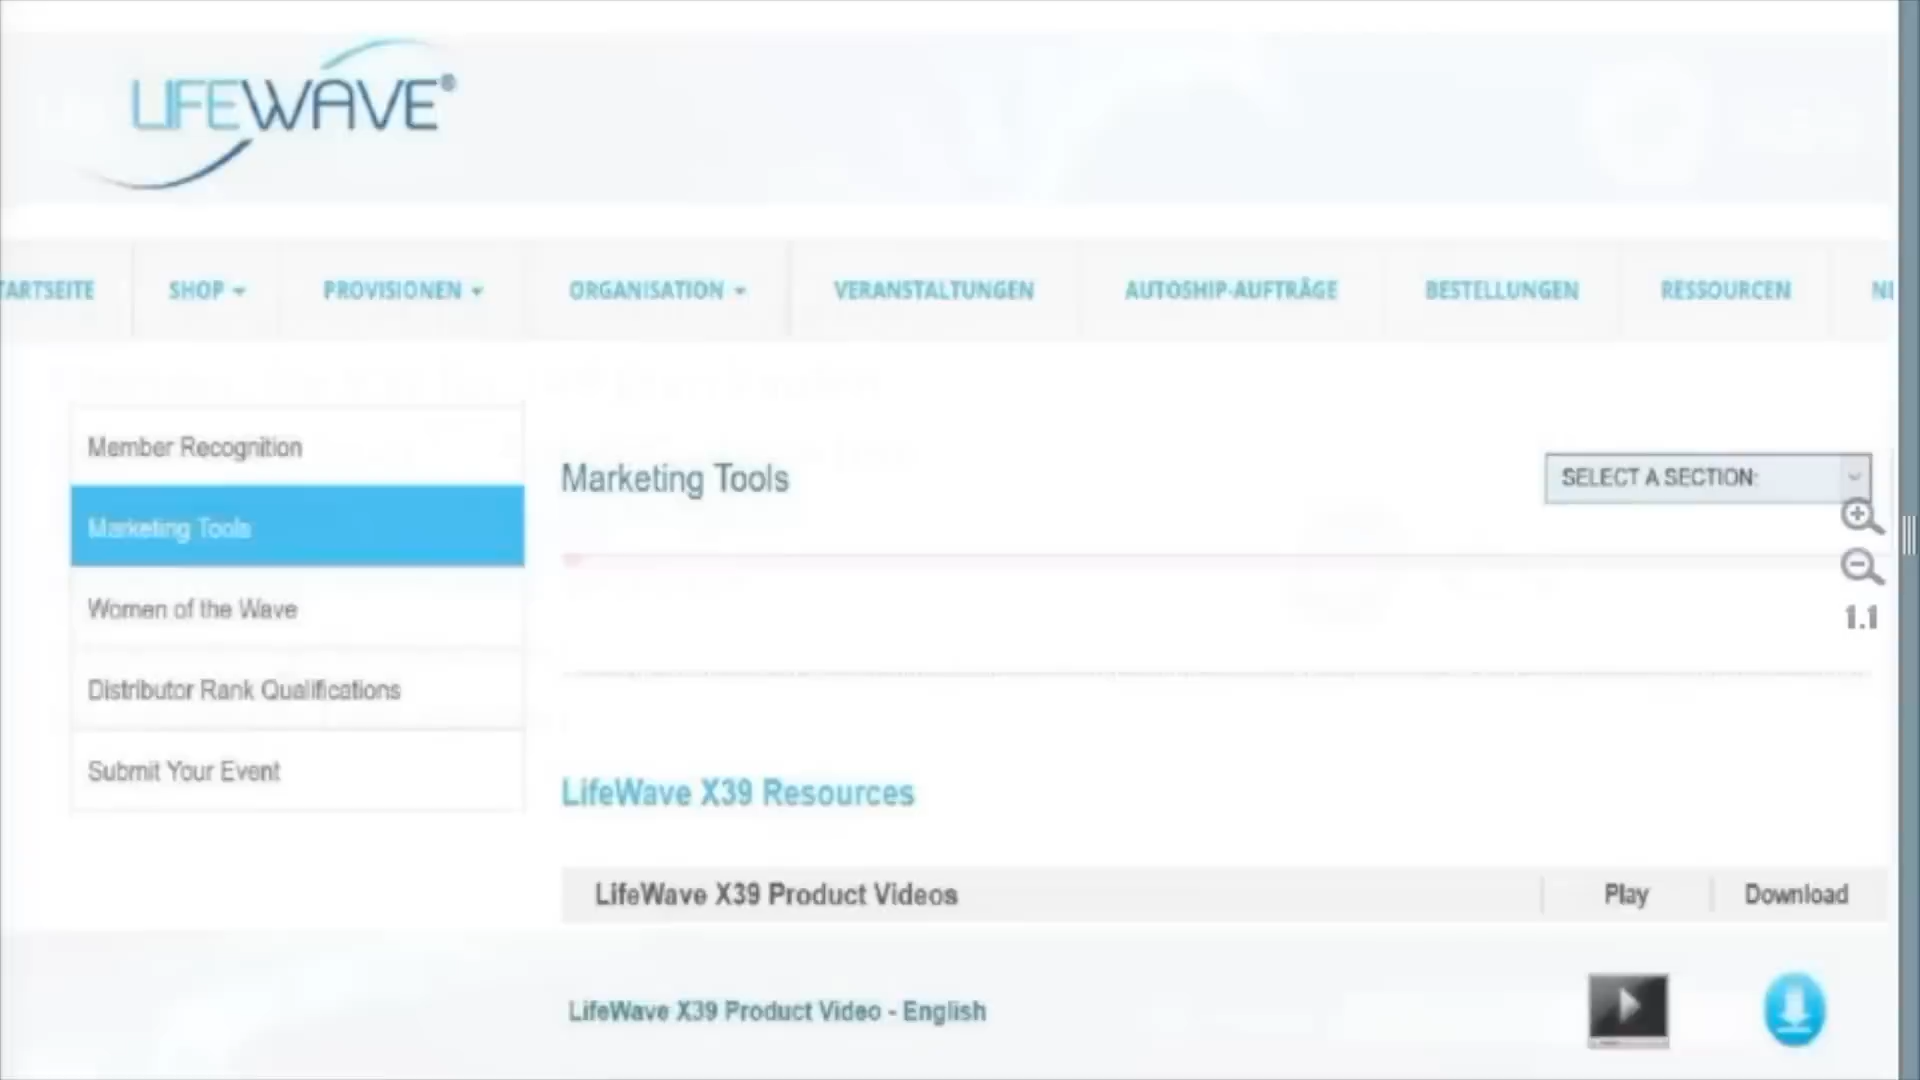 LIFEWAVE®
TARTSEITE SHOP PROVISIONEN ORGANISATION VERANSTALTUNGEN AUTOSHIP-AUFTRÄGE BESTELLUNGEN RESSOURCEN
Member Recognition
Marketing Tools
Women of the Wave
Distributor Rank Qualifications
Submit Your Event
Marketing Tools
SELECT A SECTION:
1.1
LifeWave X39 Resources
LifeWave X39 Product Videos Play Download
LifeWave X39 Product Video - English